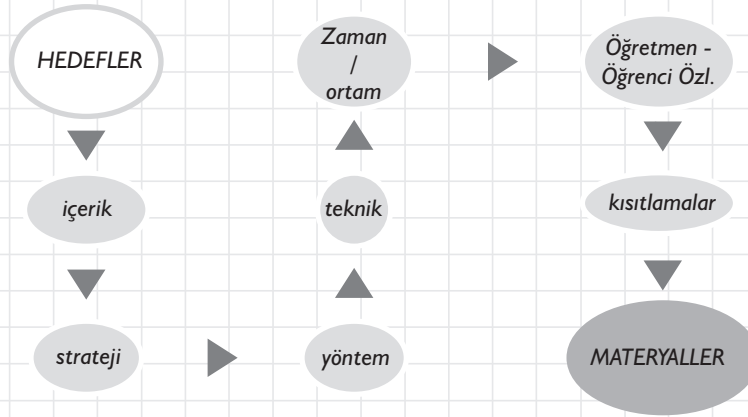 HEDEFLER
içerik
strateji
yöntem
teknik
Zaman
/
ortam
Öğretmen -
Öğrenci Özl.
kısıtlamalar
MATERYALLER